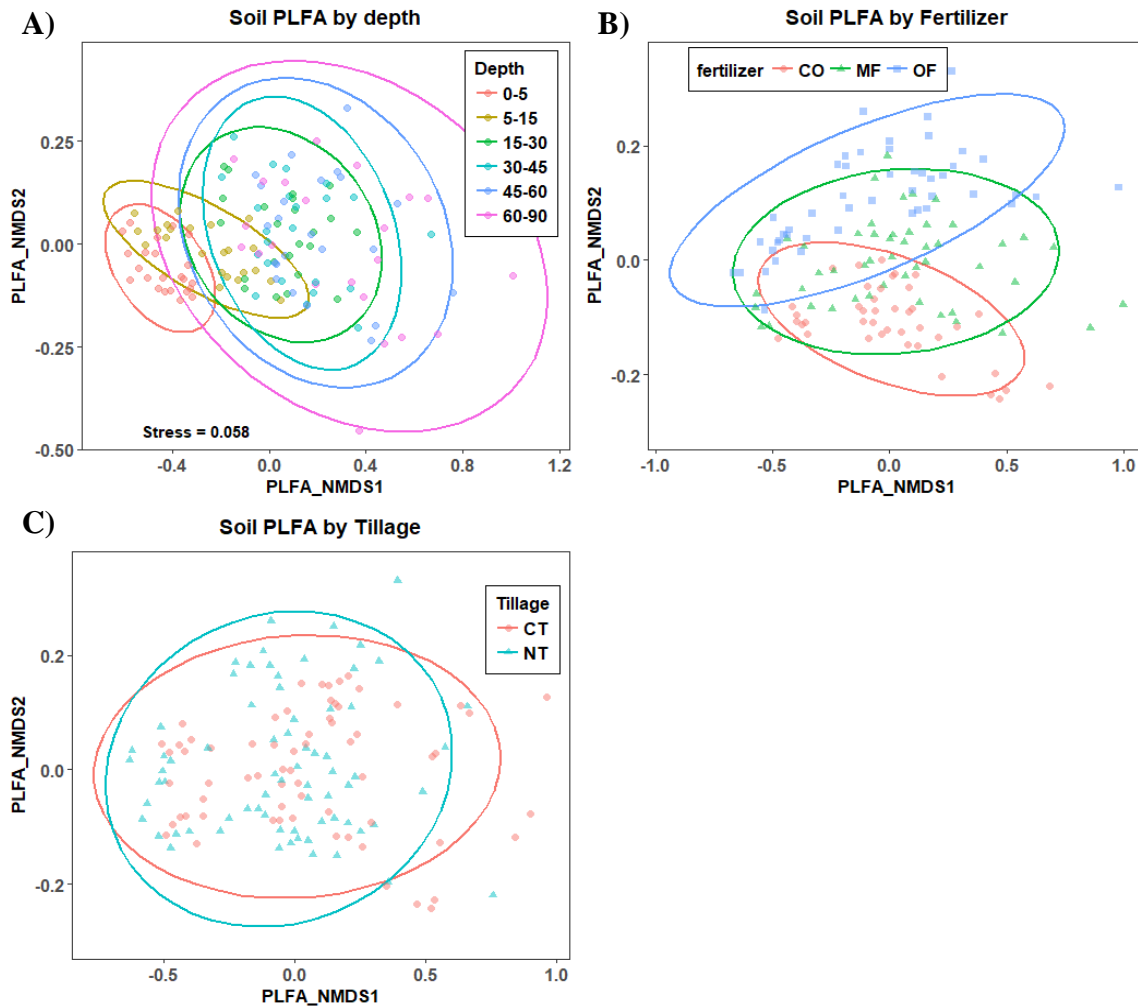 A)
Soil PLFA by depth
PLFA_NMDS2
0.25
0.00
-0.25
-0.50
Depth
0-5
5-15
15-30
30-45
45-60
60-90
Stress = 0.058
-0.4
0.0
0.4
0.8
1.2
PLFA_NMDS1
B)
Soil PLFA by Fertilizer
fertilizer CO MF OF
PLFA_NMDS2
0.2
0.0
-0.2
-1.0
-0.5
0.0
0.5
1.0
PLFA_NMDS1
C)
Soil PLFA by Tillage
PLFA_NMDS2
0.2
0.0
-0.2
Tillage
CT
NT
-0.5
0.0
0.5
1.0
PLFA_NMDS1